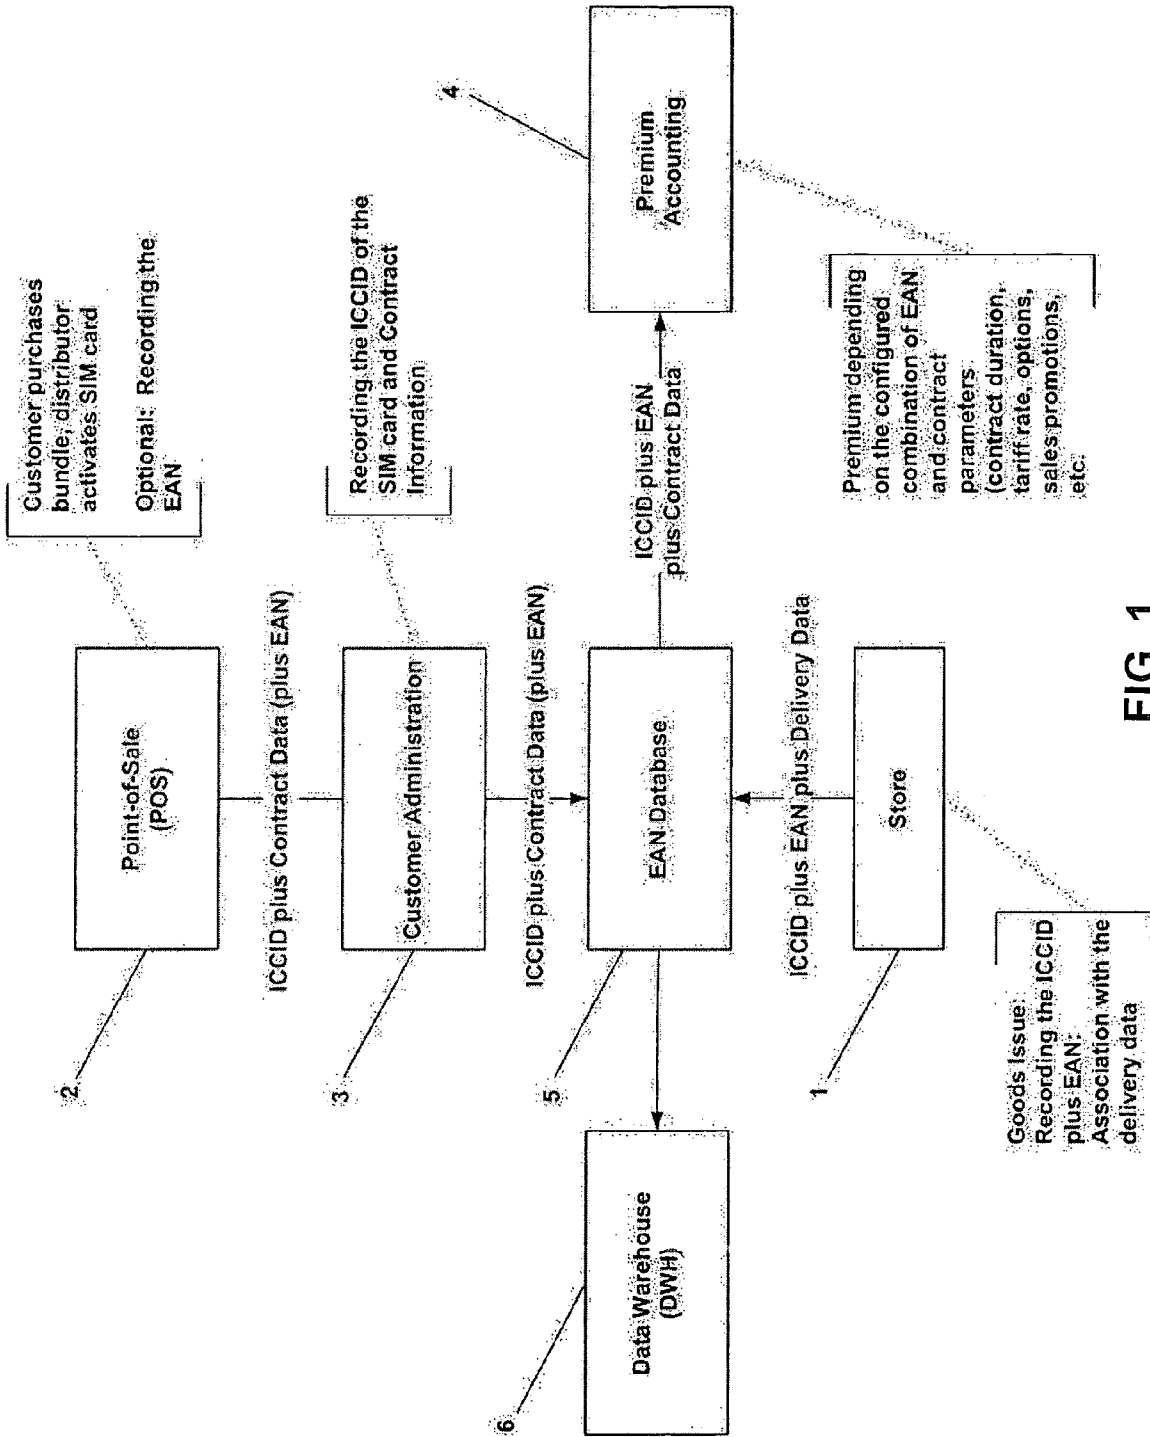 Customer purchases
bundle; distributor
activates SIM card
Optional: Recording the
EAN
2
Point-of-Sale
(POS)
ICCID plus Contract Data (plus EAN)
Recording the ICCID of the
SIM card and Contract
Information
3
Customer Administration
ICCID plus Contract Data (plus EAN)
6
Data Warehouse
(DWH)
5
EAN Database
ICCID plus EAN
plus Contract Data
4
Premium
Accounting
ICCID plus EAN plus Delivery Data
Premium depending
on the configured
combination of EAN
and contract
parameters
(contract duration,
tariff rate, options,
sales promotions,
etc.
1
Store
Goods Issue:
Recording the ICCID
plus EAN:
Association with the
delivery data
FIG. 1